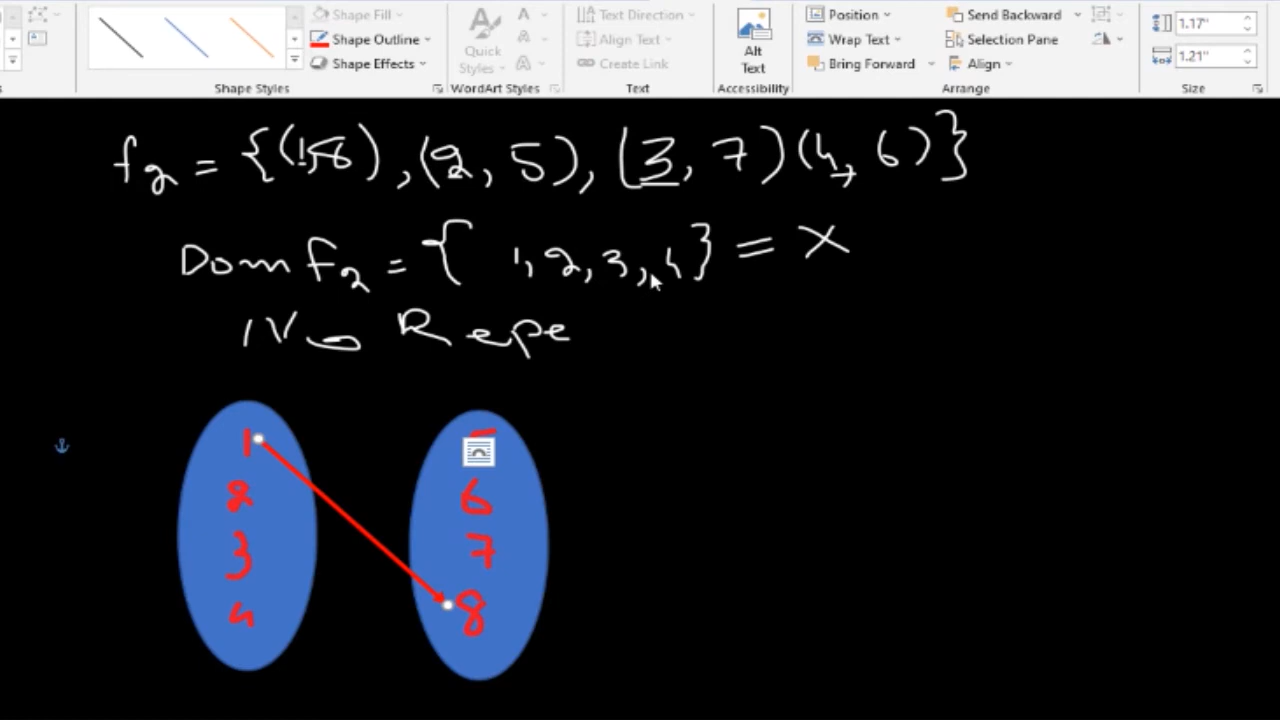 Shape Fill
Text Direction
Position
Send Backward
1.17"
Shape Outline
Quick
Styles
Align Text
Alt
Text
Wrap Text
Selection Pane
1.21"
Shape Effects
Create Link
Bring Forward
Align
Shape Styles
WordArt Styles
Text
Accessibility
Arrange
Size
f2 = {(1,8), (2, 5), (3, 7)(4, 6)}
Dom f2 = { 1, 2, 3, 4} = X
No Repe
1
2
3
4
6
7
8